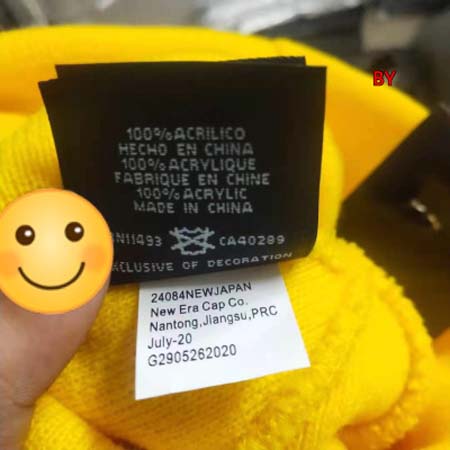 BY
100% ACRILICO
HECHO EN CHINA
100% ACRYLIQUE
FABRIQUE EN CHINE
100% ACRYLIC
MADE IN CHINA
RN11493 CA40289
EXCLUSIVE OF DECORATION
24084NEWJAPAN
New Era Cap Co.
Nantong,Jiangsu,PRC
July-20
G2905262020